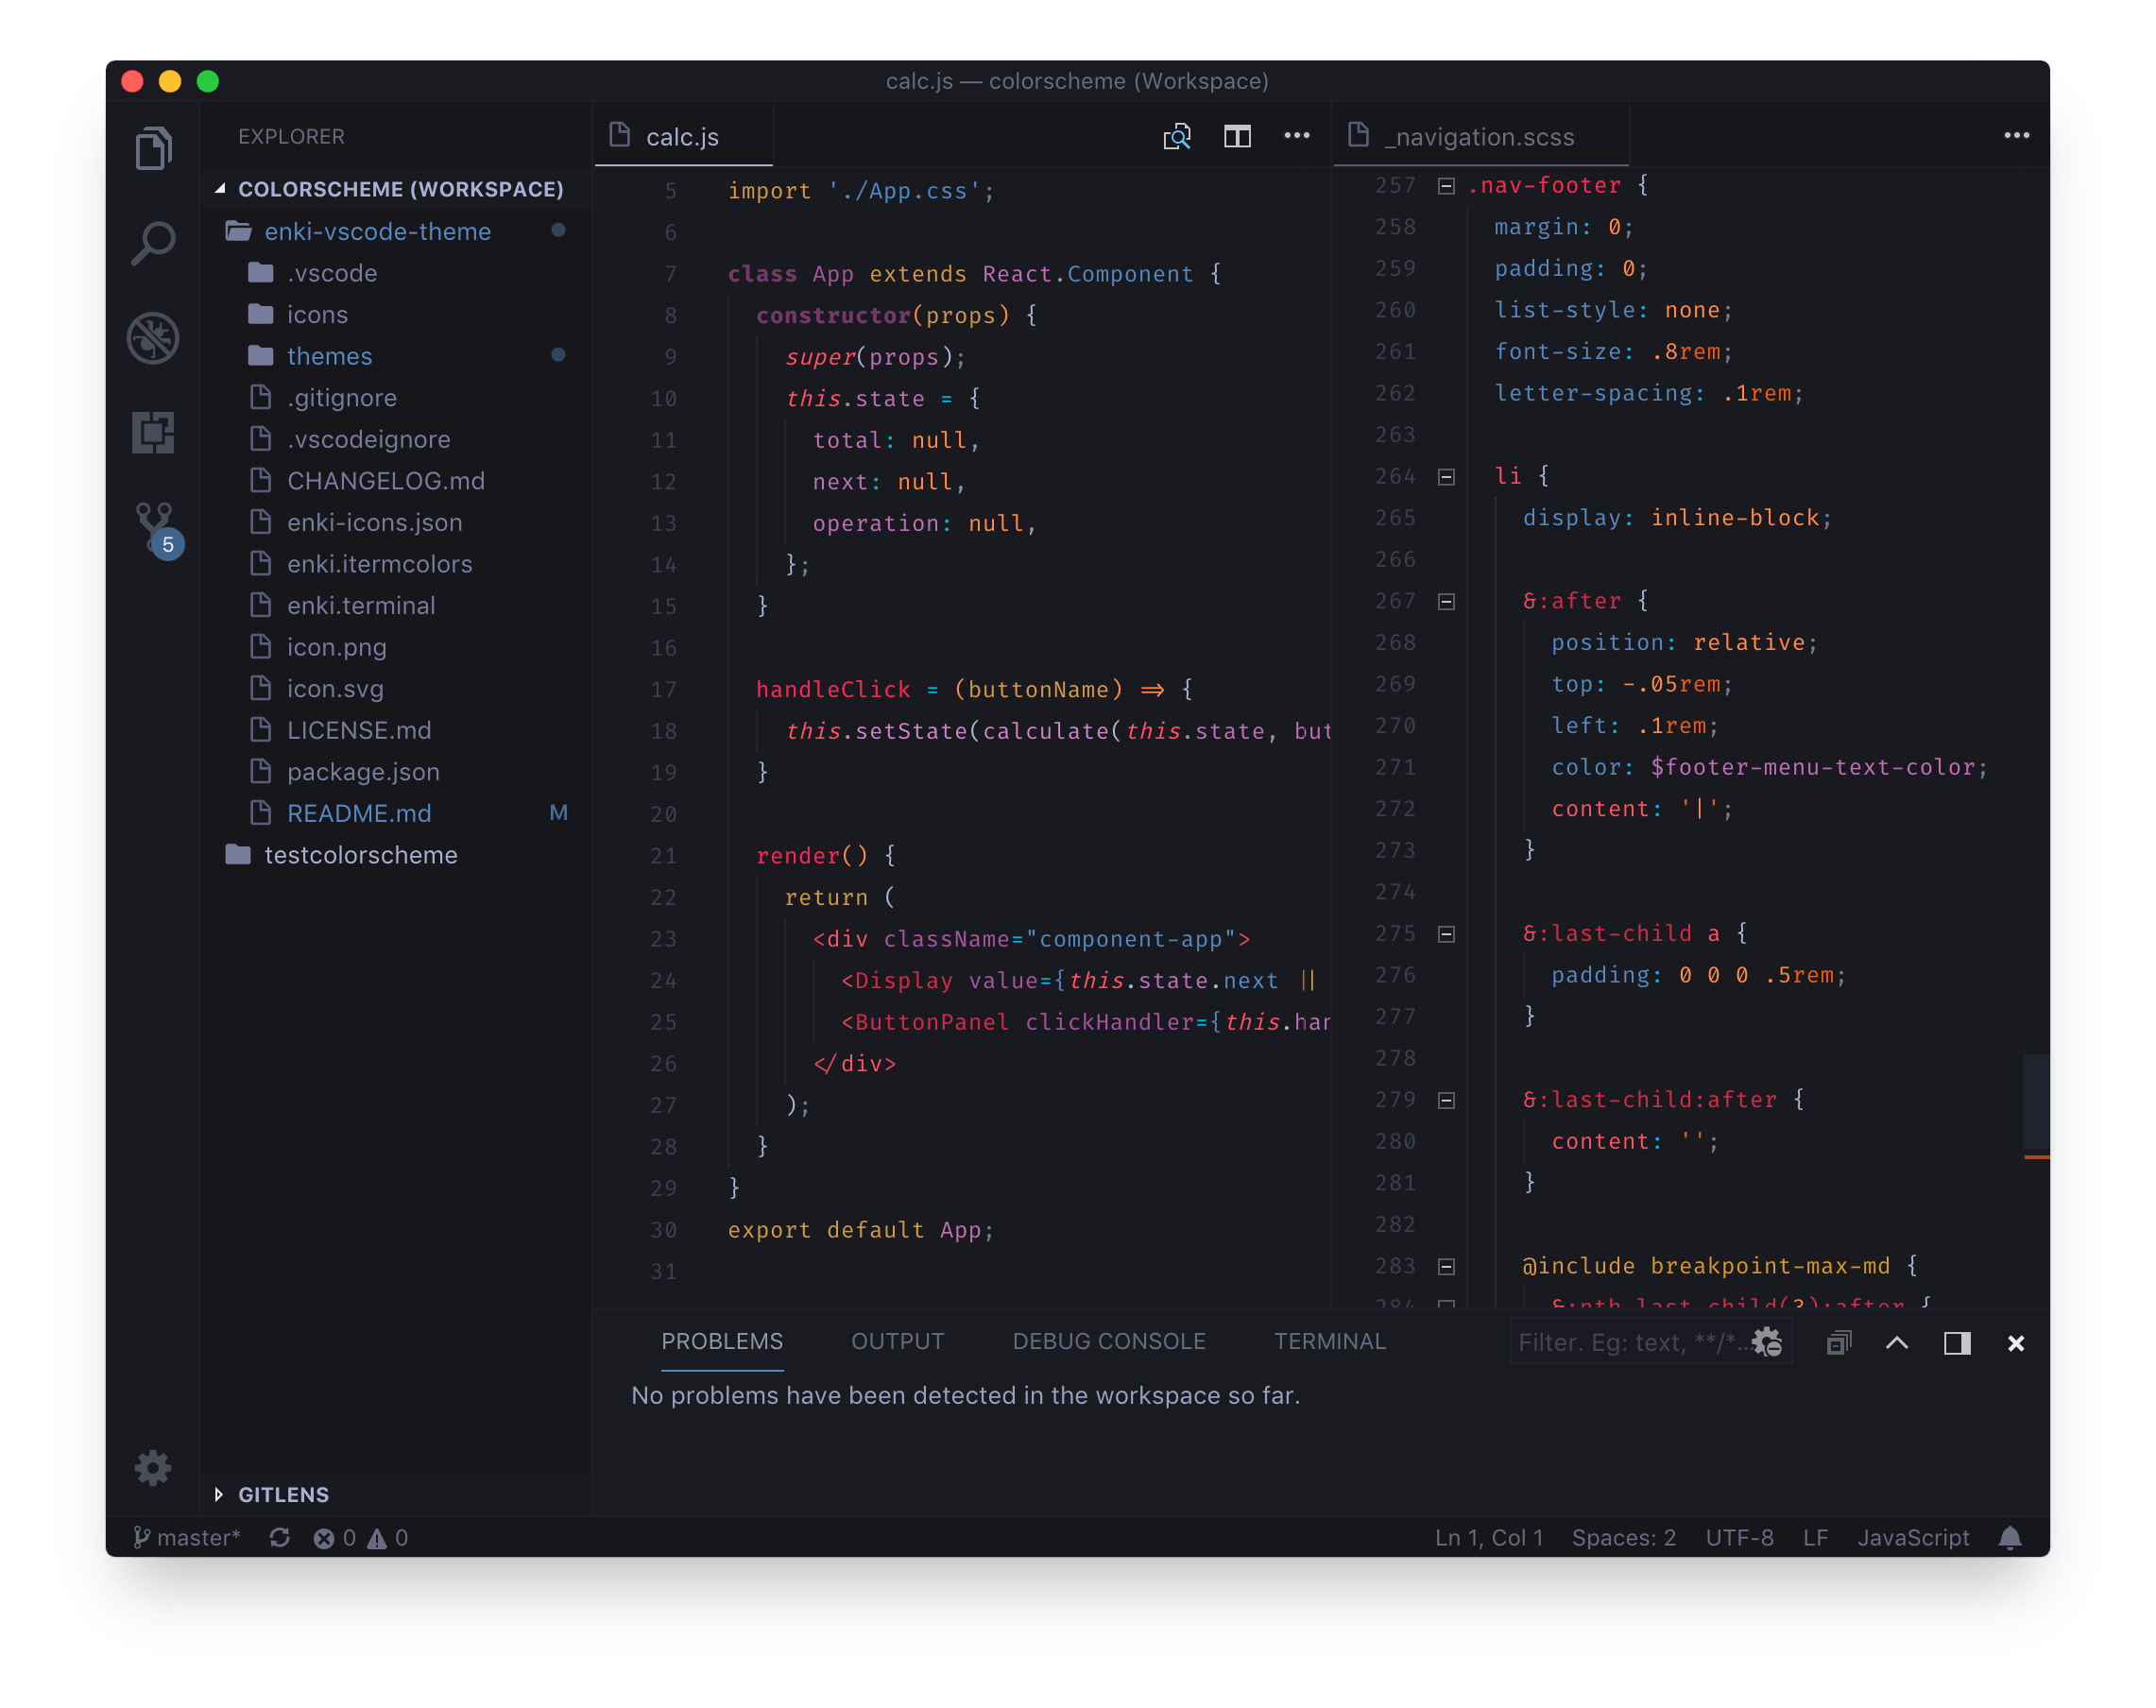 calc.js — colorscheme (Workspace)
EXPLORER
COLORSCHEME (WORKSPACE)
enki-vscode-theme
.vscode
icons
themes
.gitignore
.vscodeignore
CHANGELOG.md
enki-icons.json
enki.itermcolors
enki.terminal
icon.png
icon.svg
LICENSE.md
package.json
README.md M
testcolorscheme
GITLENS
5
calc.js
5 import './App.css';
6
7 class App extends React.Component {
8 constructor(props) {
9 super(props);
10 this.state = {
11 total: null,
12 next: null,
13 operation: null,
14 };
15 }
16
17 handleClick = (buttonName) => {
18 this.setState(calculate(this.state, but
19 }
20
21 render() {
22 return (
23 <div className="component-app">
24 <Display value={this.state.next ||
25 <ButtonPanel clickHandler={this.han
26 </div>
27 );
28 }
29 }
30 export default App;
31
_navigation.scss
257 .nav-footer {
258 margin: 0;
259 padding: 0;
260 list-style: none;
261 font-size: .8rem;
262 letter-spacing: .1rem;
263
264 li {
265 display: inline-block;
266
267 &:after {
268 position: relative;
269 top: -.05rem;
270 left: .1rem;
271 color: $footer-menu-text-color;
272 content: '|';
273 }
274
275 &:last-child a {
276 padding: 0 0 0 .5rem;
277 }
278
279 &:last-child:after {
280 content: '';
281 }
282
283 @include breakpoint-max-md {
284 &:nth-last-child(3):after {
PROBLEMS OUTPUT DEBUG CONSOLE TERMINAL Filter. Eg: text, **/*...
No problems have been detected in the workspace so far.
master* 0 0 Ln 1, Col 1 Spaces: 2 UTF-8 LF JavaScript